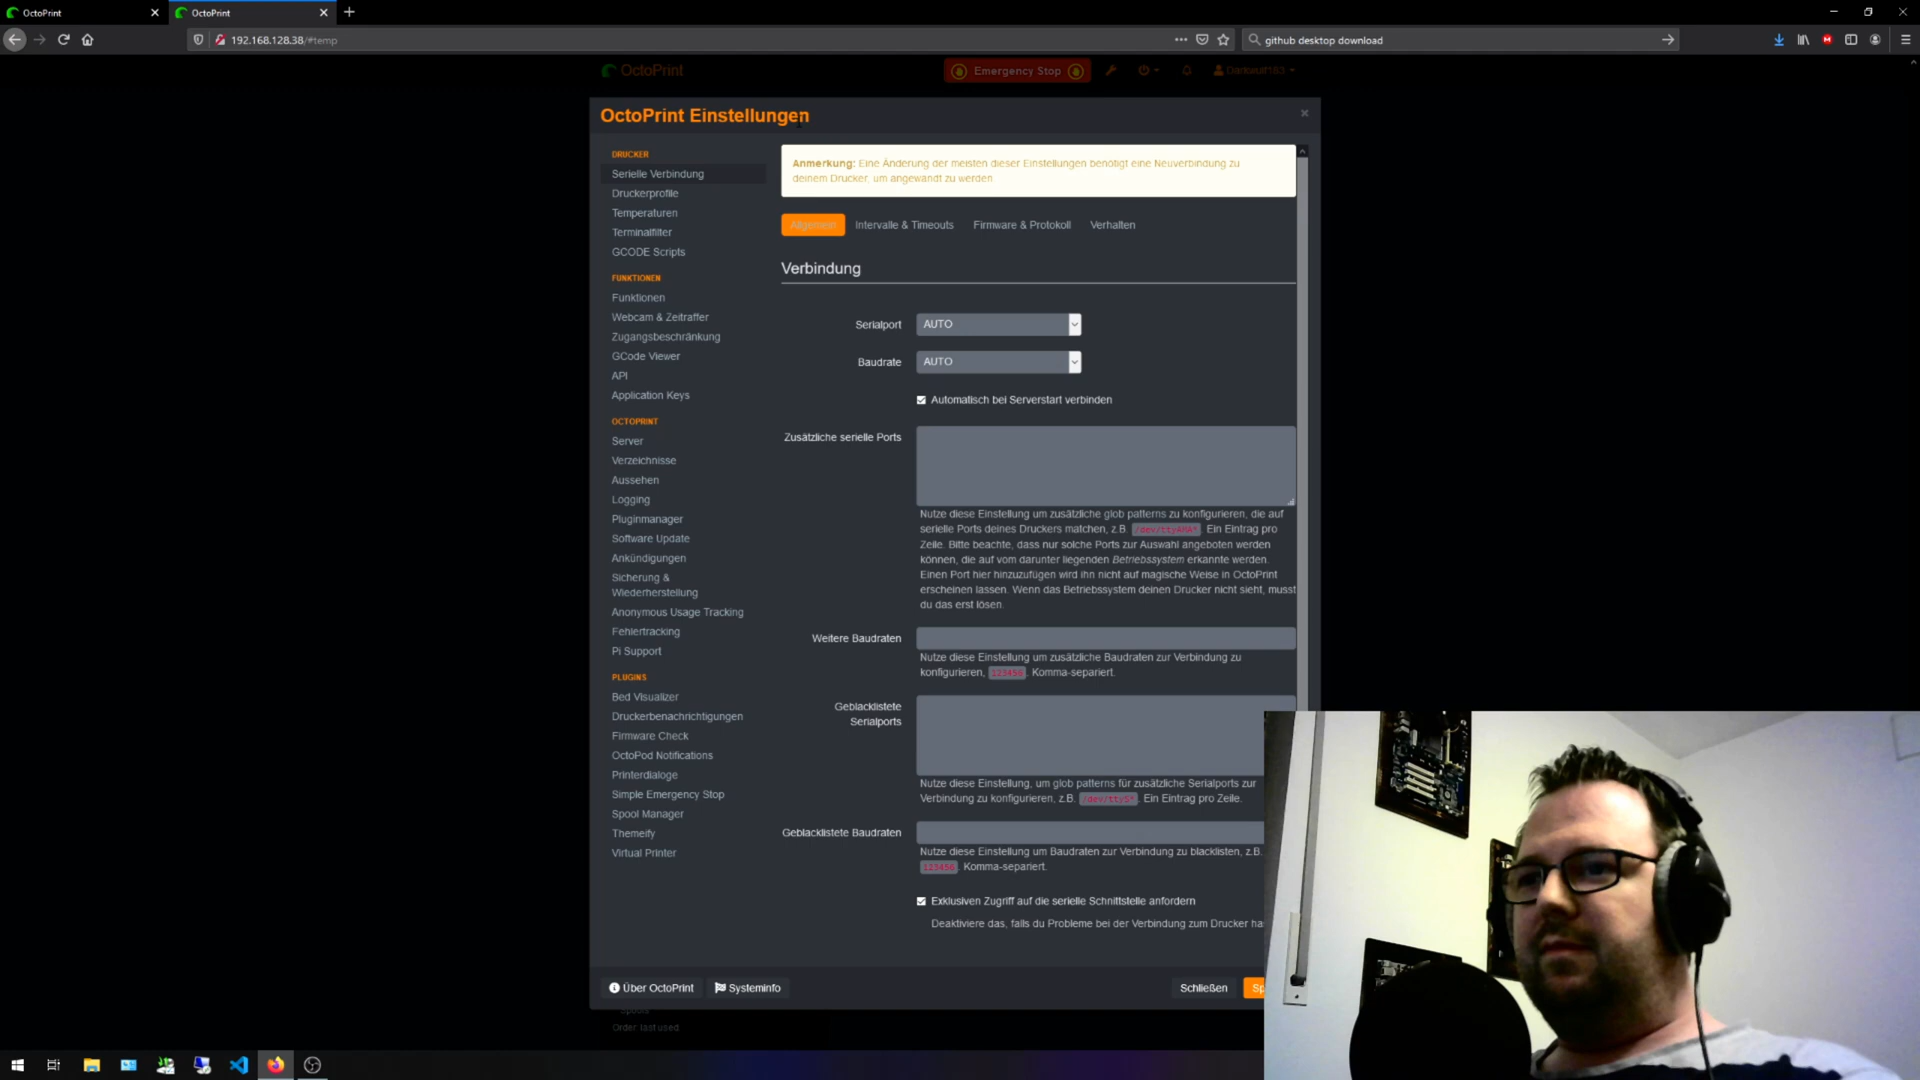 OctoPrint
OctoPrint
192.168.128.38/#temp
github desktop download
OctoPrint
Emergency Stop
OctoPrint Einstellungen
DRUCKER
Serielle Verbindung
Druckerprofile
Temperaturen
Terminalfilter
GCODE Scripts
FUNKTIONEN
Funktionen
Webcam & Zeitraffer
Zugangsbeschränkung
GCode Viewer
API
Application Keys
OCTOPRINT
Server
Verzeichnisse
Aussehen
Logging
Pluginmanager
Software Update
Ankündigungen
Sicherung &
Wiederherstellung
Anonymous Usage Tracking
Fehlertracking
Pi Support
PLUGINS
Bed Visualizer
Druckerbenachrichtigungen
Firmware Check
OctoPod Notifications
Printerdialoge
Simple Emergency Stop
Spool Manager
Themeify
Virtual Printer
Anmerkung: Eine Änderung der meisten dieser Einstellungen benötigt eine Neuverbindung zu
deinem Drucker, um angewandt zu werden
Allgemein
Intervalle & Timeouts
Firmware & Protokoll
Verhalten
Verbindung
Serialport
AUTO
Baudrate
AUTO
Automatisch bei Serverstart verbinden
Zusätzliche serielle Ports
Nutze diese Einstellung um zusätzliche glob patterns zu konfigurieren, die auf
serielle Ports deines Druckers matchen, z.B. /dev/ttyAMA*. Ein Eintrag pro
Zeile. Bitte beachte, dass nur solche Ports zur Auswahl angeboten werden
können, die auf vom darunter liegenden Betriebssystem erkannte werden.
Einen Port hier hinzuzufügen wird ihn nicht auf magische Weise in OctoPrint
erscheinen lassen. Wenn das Betriebssystem deinen Drucker nicht sieht, musst
du das erst lösen.
Weitere Baudraten
Nutze diese Einstellung um zusätzliche Baudraten zur Verbindung zu
konfigurieren, 123456. Komma-separiert.
Geblacklistete
Serialports
Nutze diese Einstellung, um glob patterns für zusätzliche Serialports zur
Verbindung zu konfigurieren, z.B. /dev/ttyS*. Ein Eintrag pro Zeile.
Geblacklistete Baudraten
Nutze diese Einstellung um Baudraten zur Verbindung zu blacklisten, z.B.
123456. Komma-separiert.
Exklusiven Zugriff auf die serielle Schnittstelle anfordern
Deaktiviere das, falls du Probleme bei der Verbindung zum Drucker ha
Über OctoPrint
Systeminfo
Schließen
Sp
Spools
Order last used